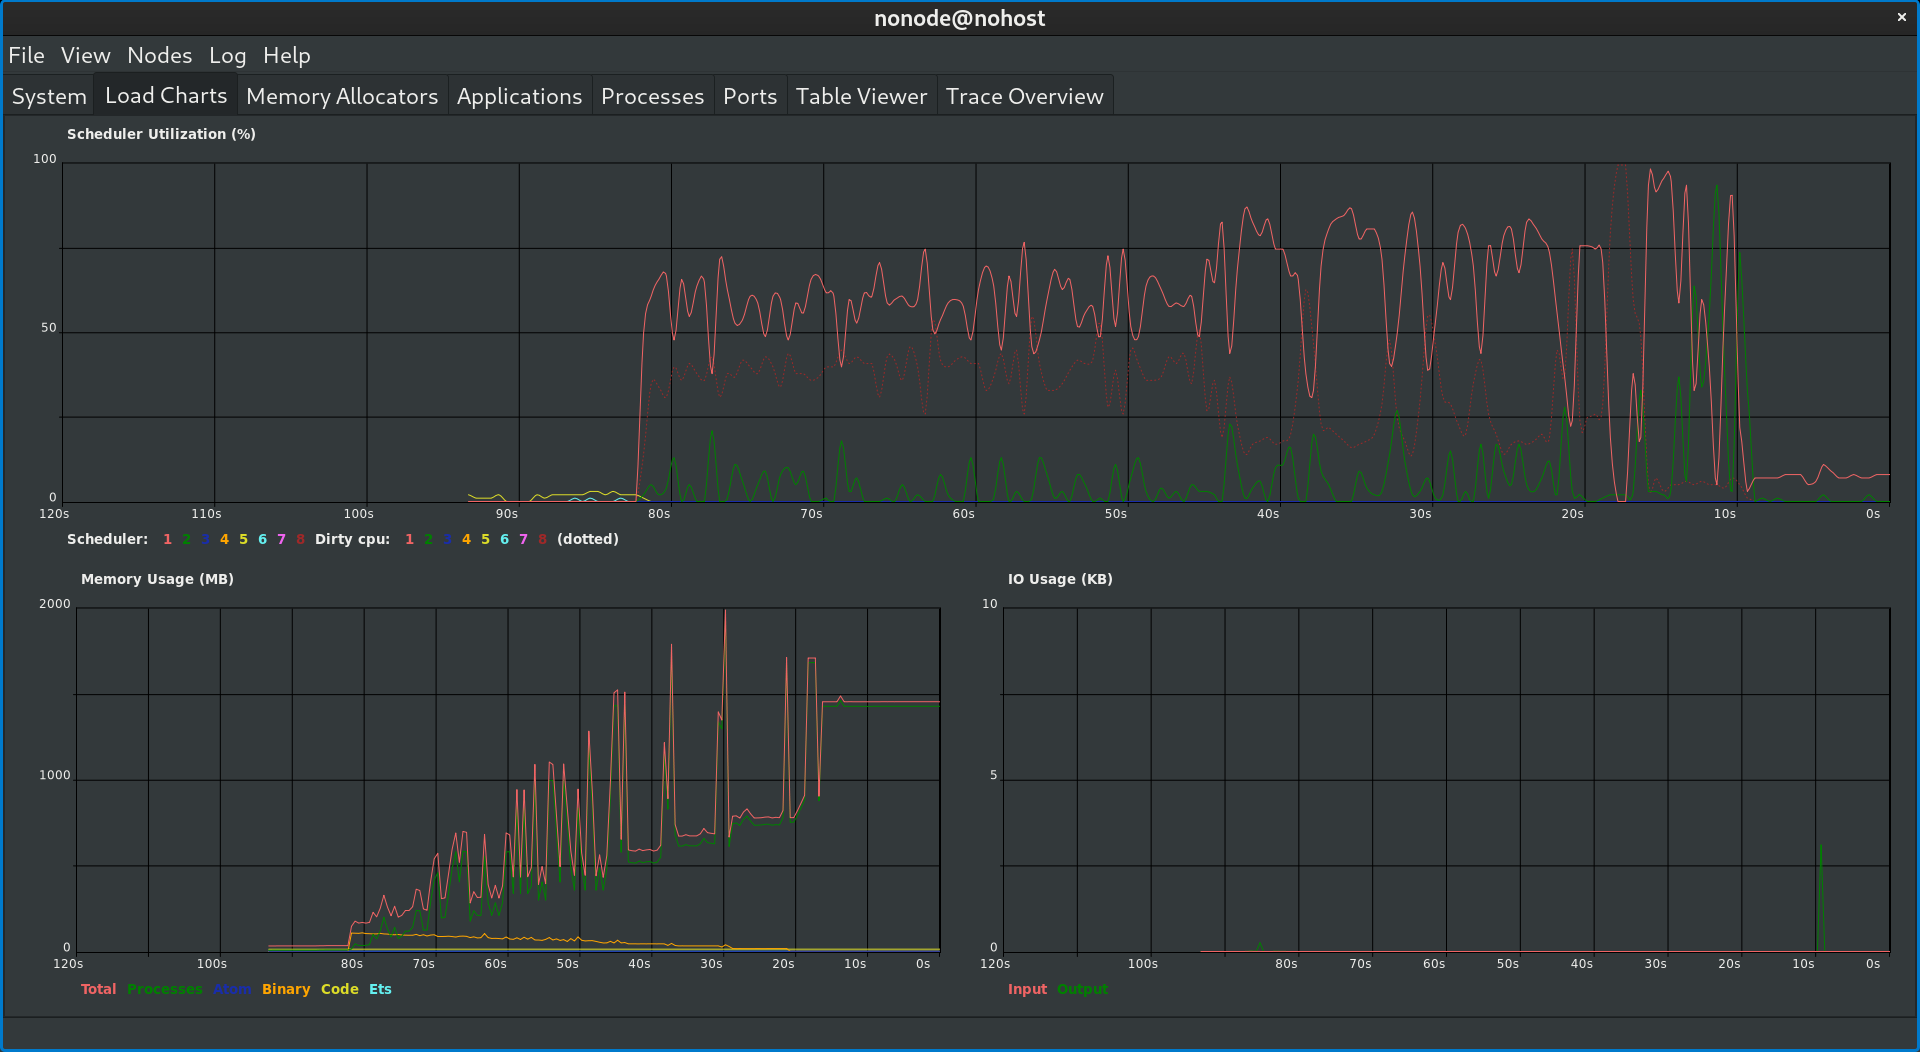 nonode@nohost ×
File View Nodes Log Help
System Load Charts Memory Allocators Applications Processes Ports Table Viewer Trace Overview
Scheduler Utilization (%)
100
50
0
120s 110s 100s 90s 80s 70s 60s 50s 40s 30s 20s 10s 0s
Scheduler: 1 2 3 4 5 6 7 8 Dirty cpu: 1 2 3 4 5 6 7 8 (dotted)
Memory Usage (MB)
2000
1000
0
120s 100s 80s 70s 60s 50s 40s 30s 20s 10s 0s
Total Processes Atom Binary Code Ets
IO Usage (KB)
10
5
0
120s 100s 80s 70s 60s 50s 40s 30s 20s 10s 0s
Input Output